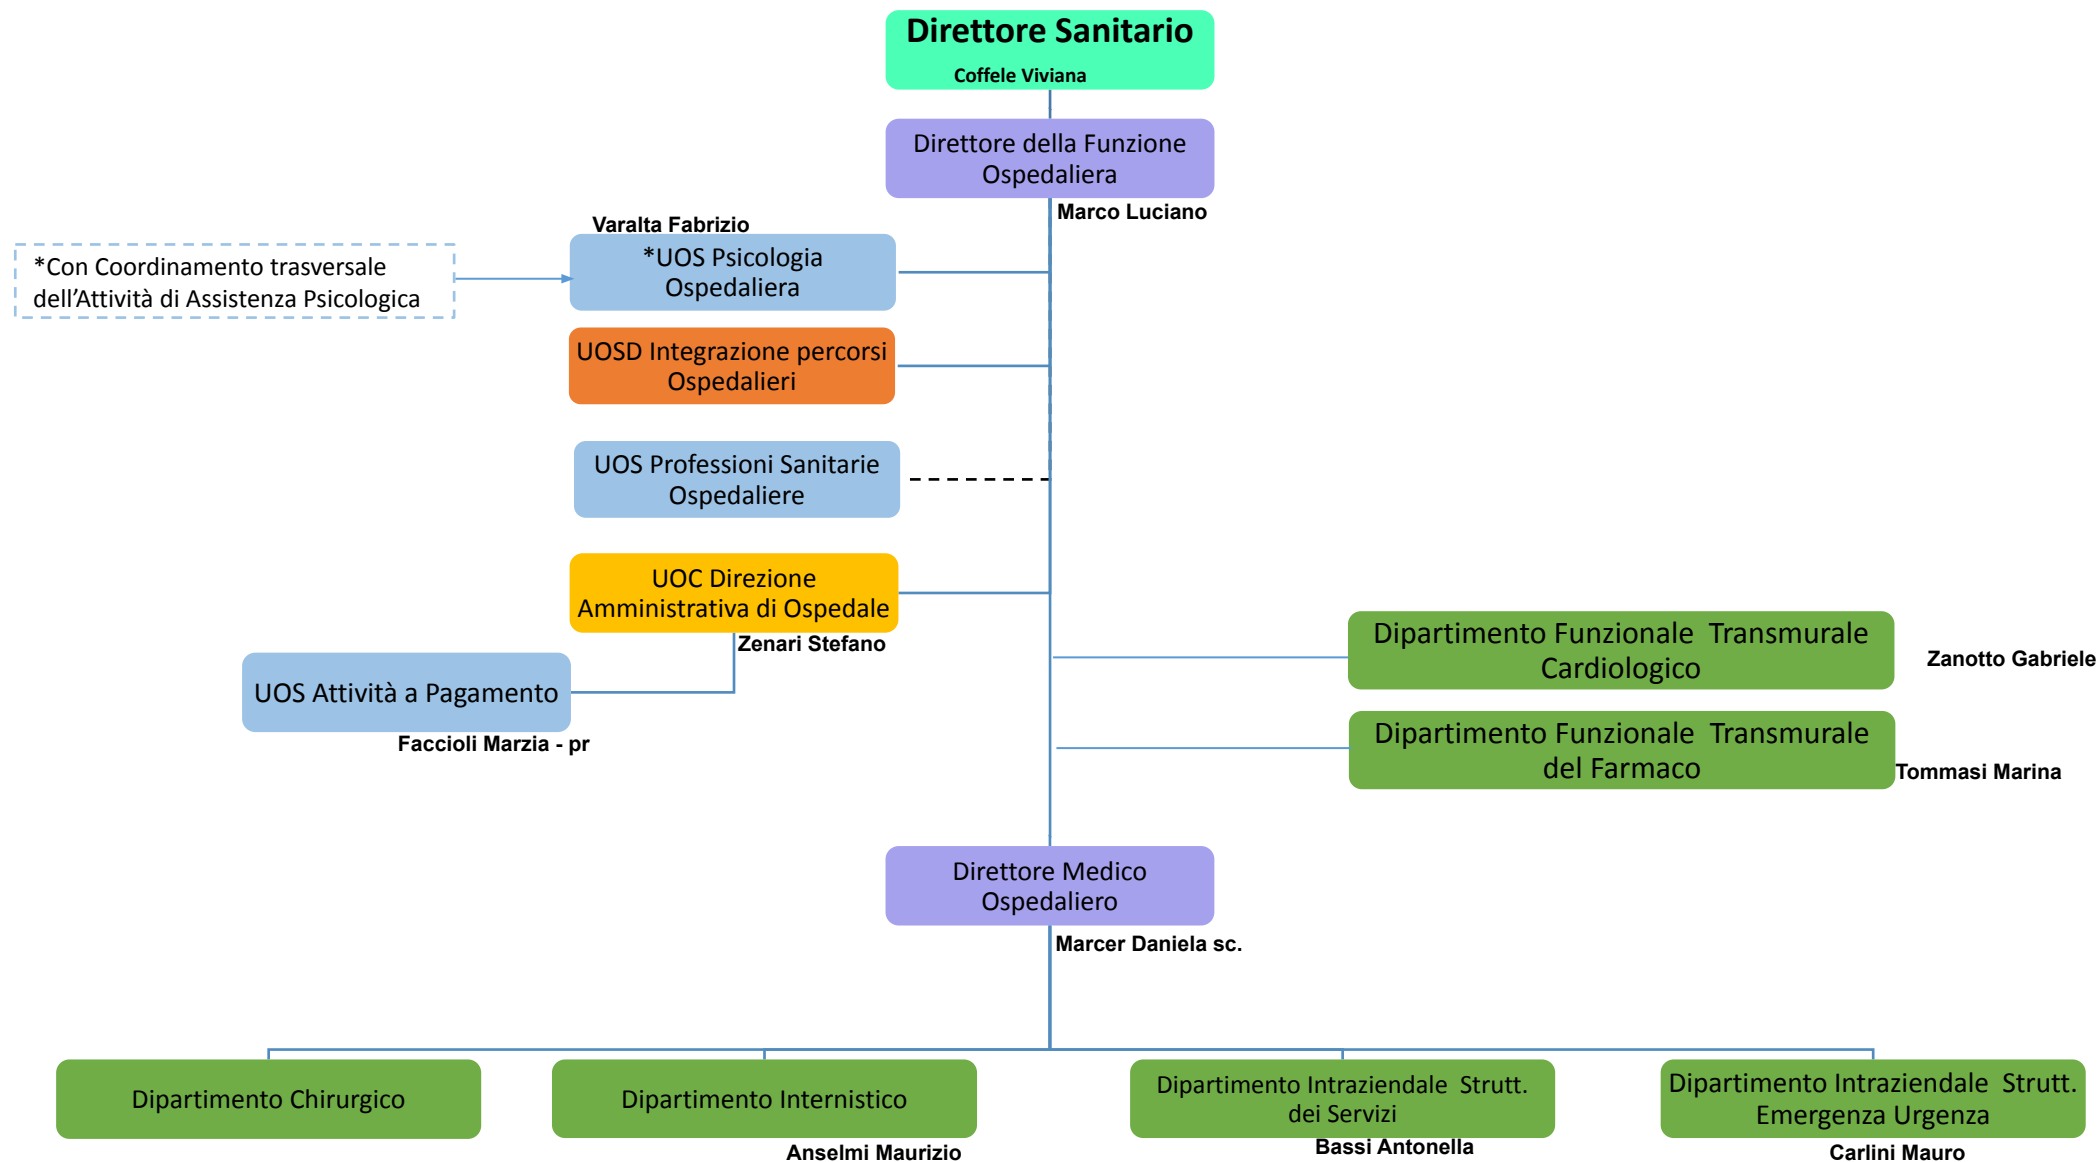 Direttore Sanitario
Coffele Viviana
Direttore della Funzione
Ospedaliera
Marco Luciano
Varalta Fabrizio
*UOS Psicologia
Ospedaliera
*Con Coordinamento trasversale
dell'Attività di Assistenza Psicologica
UOSD Integrazione percorsi
Ospedalieri
UOS Professioni Sanitarie
Ospedaliere
UOC Direzione
Amministrativa di Ospedale
Zenari Stefano
UOS Attività a Pagamento
Faccioli Marzia - pr
Dipartimento Funzionale  Transmurale
Cardiologico
Zanotto Gabriele
Dipartimento Funzionale  Transmurale
del Farmaco
Tommasi Marina
Direttore Medico
Ospedaliero
Marcer Daniela sc.
Dipartimento Chirurgico
Dipartimento Internistico
Anselmi Maurizio
Dipartimento Intraziendale  Strutt.
dei Servizi
Bassi Antonella
Dipartimento Intraziendale  Strutt.
Emergenza Urgenza
Carlini Mauro